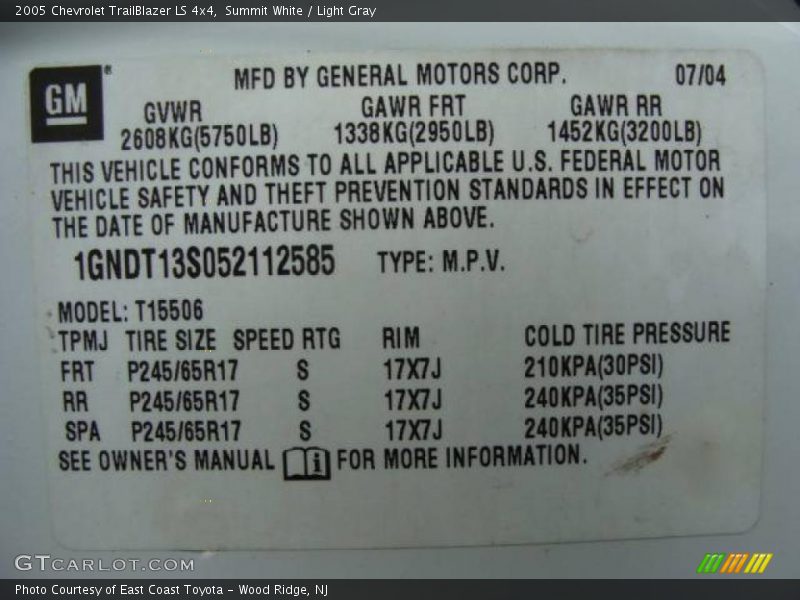 2005 Chevrolet TrailBlazer LS 4x4, Summit White / Light Gray
GM ® MFD BY GENERAL MOTORS CORP. 07/04
GVWR GAWR FRT GAWR RR
2608KG(5750LB) 1338KG(2950LB) 1452KG(3200LB)
THIS VEHICLE CONFORMS TO ALL APPLICABLE U.S. FEDERAL MOTOR
VEHICLE SAFETY AND THEFT PREVENTION STANDARDS IN EFFECT ON
THE DATE OF MANUFACTURE SHOWN ABOVE.
1GNDT13S052112585 TYPE: M.P.V.
MODEL: T15506
TPMJ TIRE SIZE SPEED RTG RIM COLD TIRE PRESSURE
FRT P245/65R17 S 17X7J 210KPA(30PSI)
RR P245/65R17 S 17X7J 240KPA(35PSI)
SPA P245/65R17 S 17X7J 240KPA(35PSI)
SEE OWNER'S MANUAL i FOR MORE INFORMATION.
GTCARLOT.COM
Photo Courtesy of East Coast Toyota - Wood Ridge, NJ